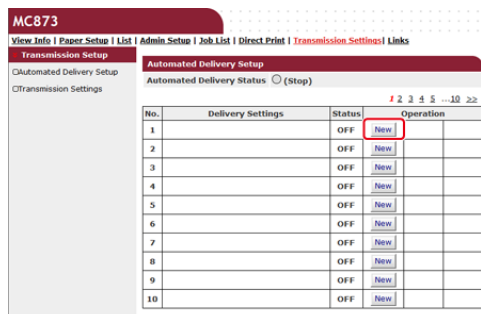 MC873
View Info | Paper Setup | List | Admin Setup | Job List | Direct Print | Transmission Settings| Links
Transmission Setup
Automated Delivery Setup
Transmission Settings
Automated Delivery Setup
Automated Delivery Status (Stop)
1 2 3 4 5 ...10 >>
No. Delivery Settings Status Operation
1 OFF New
2 OFF New
3 OFF New
4 OFF New
5 OFF New
6 OFF New
7 OFF New
8 OFF New
9 OFF New
10 OFF New